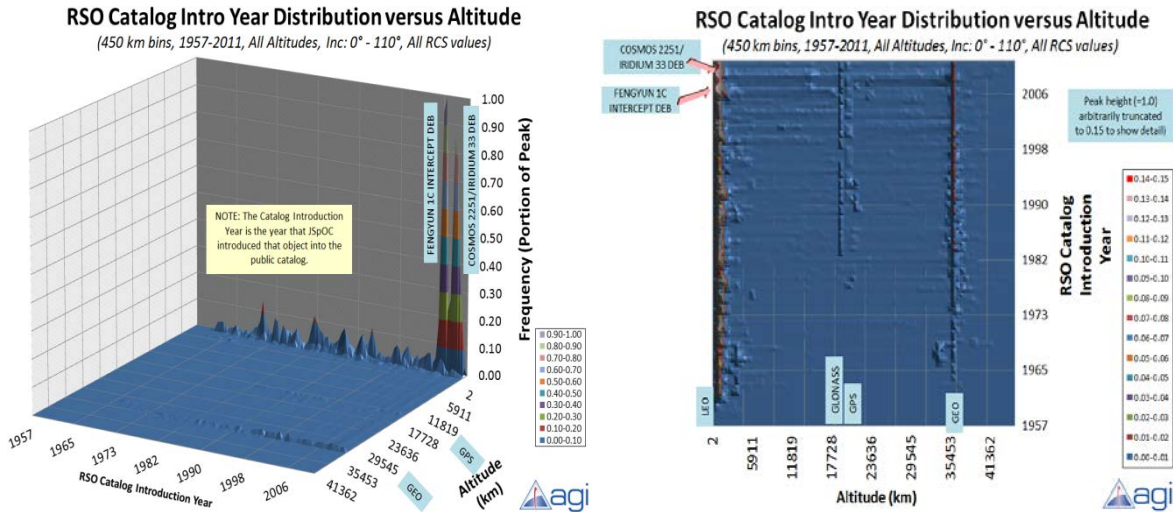 RSO Catalog Intro Year Distribution versus Altitude
(450 km bins, 1957-2011, All Altitudes, Inc: 0° - 110°, All RCS values)
NOTE: The Catalog Introduction
Year is the year that JSpOC
introduced that object into the
public catalog.
FENGYUN 1C INTERCEPT DEB
COSMOS 2251/IRIDIUM 33 DEB
1.00
0.90
0.80
0.70
0.60
0.50
0.40
0.30
0.20
0.10
0.00
Frequency (Portion of Peak)
0.90-1.00
0.80-0.90
0.70-0.80
0.60-0.70
0.50-0.60
0.40-0.50
0.30-0.40
0.20-0.30
0.10-0.20
0.00-0.10
2
5911
11819
17728
23636
29545
35453
41362
GPS
GEO
Altitude
(km)
1957
1965
1973
1982
1990
1998
2006
RSO Catalog Introduction Year
agi
RSO Catalog Intro Year Distribution versus Altitude
(450 km bins, 1957-2011, All Altitudes, Inc: 0° - 110°, All RCS values)
COSMOS 2251/
IRIDIUM 33 DEB
FENGYUN 1C
INTERCEPT DEB
Peak height (=1.0)
arbitrarily truncated
to 0.15 to show detail)
2006
1998
1990
1982
1973
1965
1957
RSO Catalog
Introduction
Year
0.14-0.15
0.13-0.14
0.12-0.13
0.11-0.12
0.10-0.11
0.09-0.10
0.08-0.09
0.07-0.08
0.06-0.07
0.05-0.06
0.04-0.05
0.03-0.04
0.02-0.03
0.01-0.02
0.00-0.01
LEO
GLONASS
GPS
GEO
2
5911
11819
17728
23636
29545
35453
41362
Altitude (km)
agi